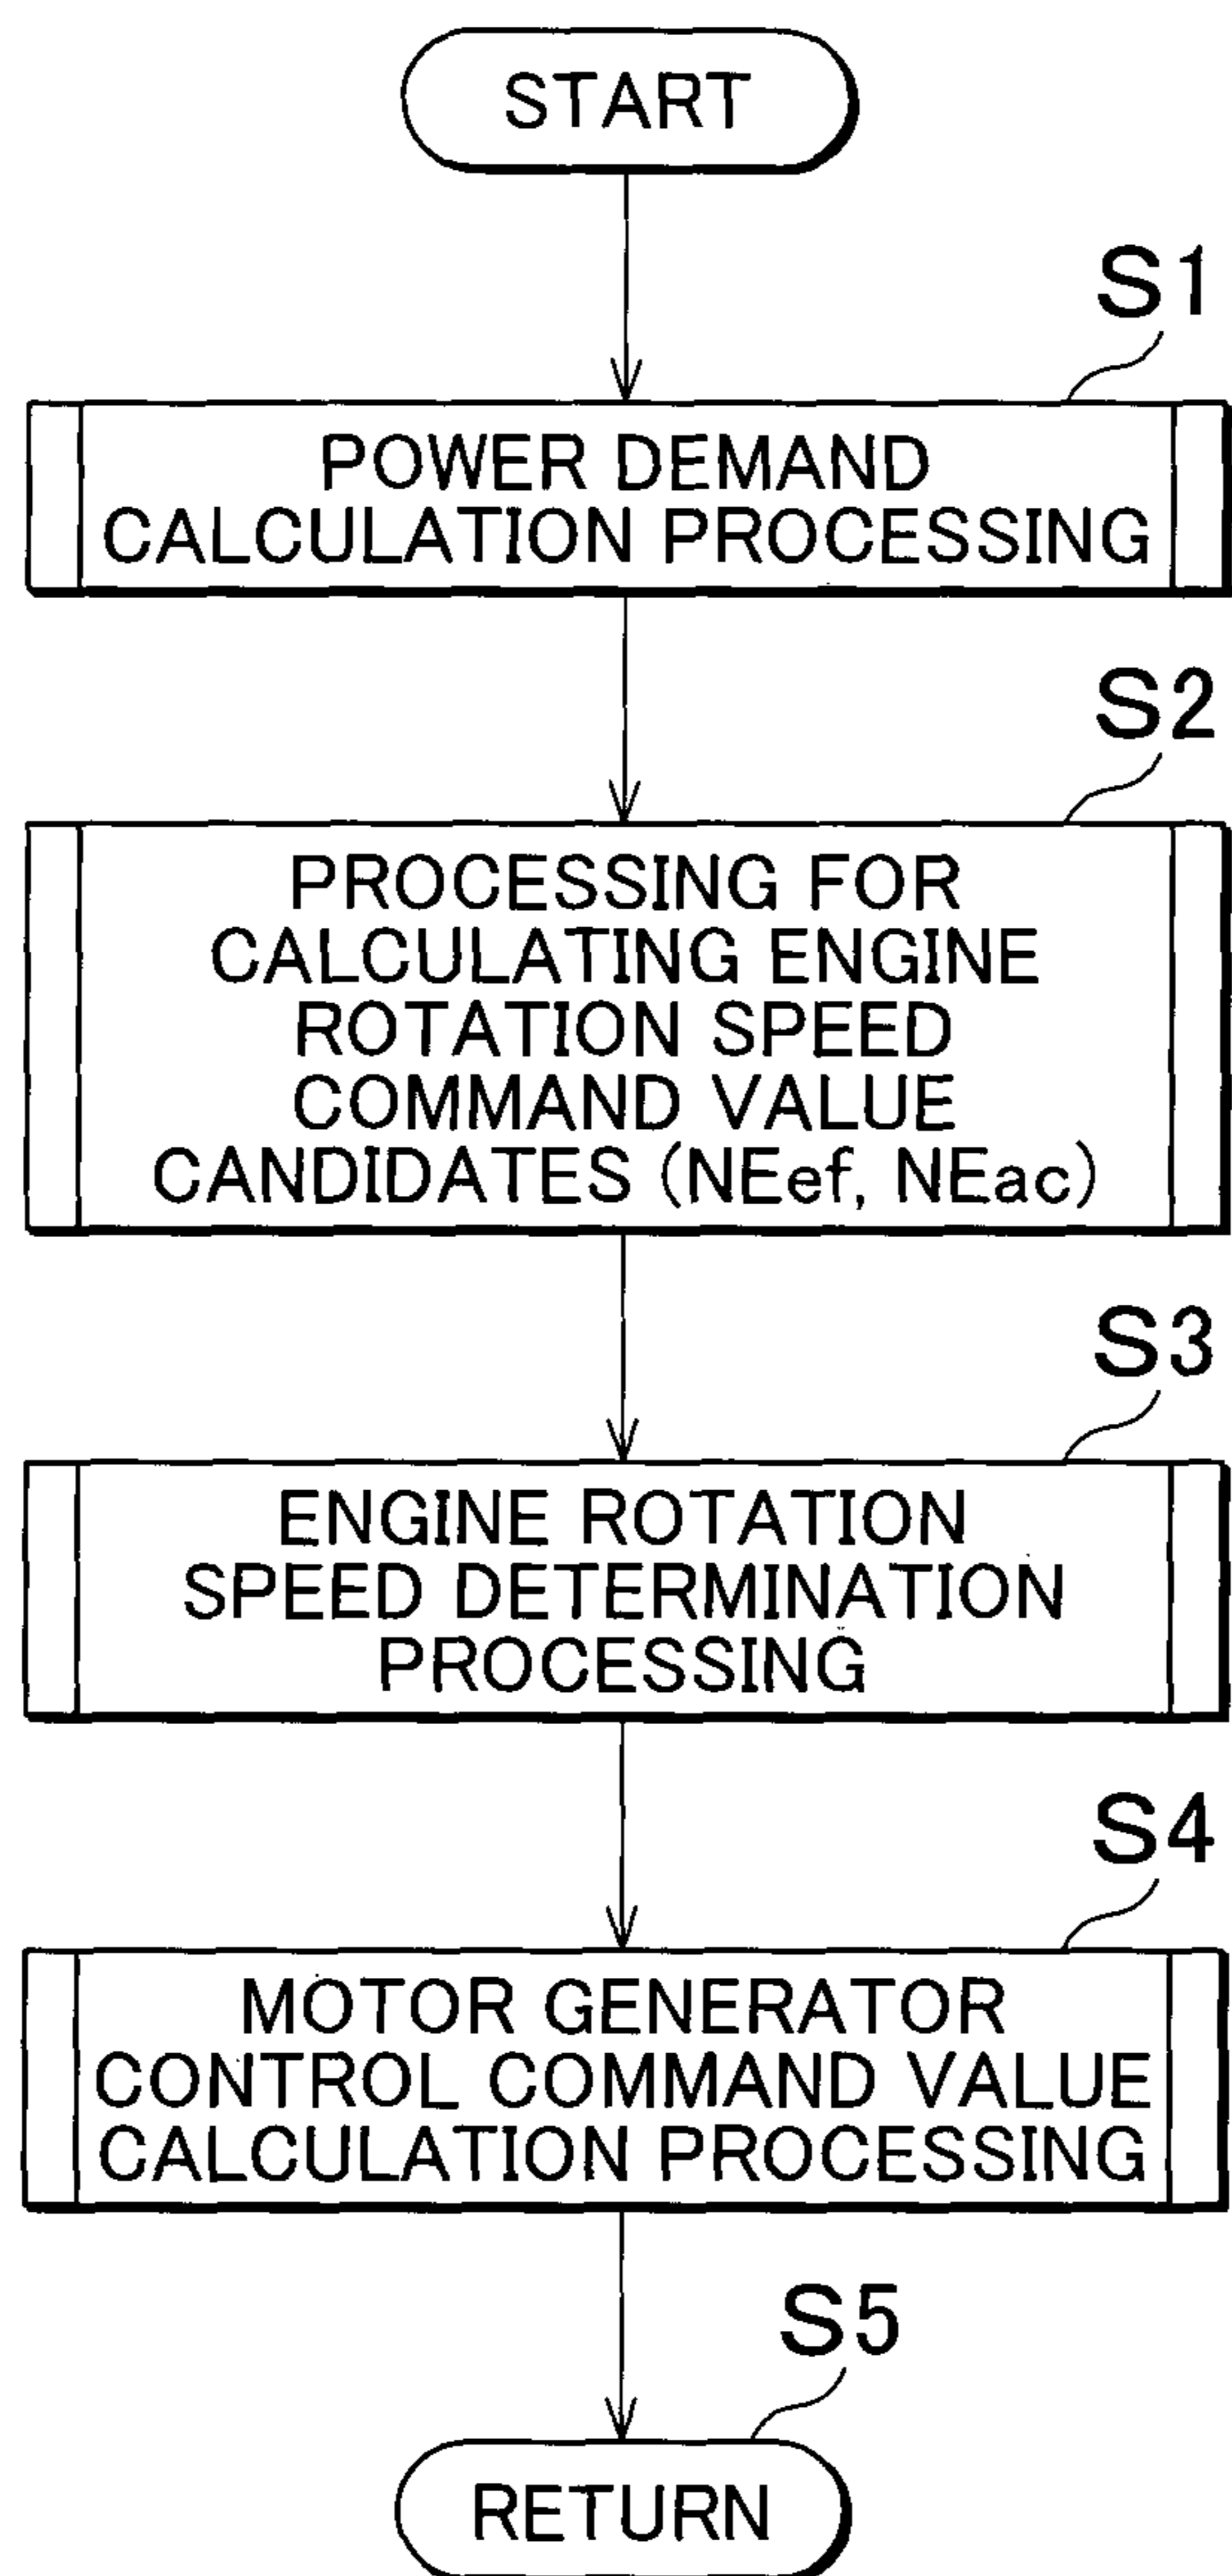 START
S1
POWER DEMAND
CALCULATION PROCESSING
S2
PROCESSING FOR
CALCULATING ENGINE
ROTATION SPEED
COMMAND VALUE
CANDIDATES (NEef, NEac)
S3
ENGINE ROTATION
SPEED DETERMINATION
PROCESSING
S4
MOTOR GENERATOR
CONTROL COMMAND VALUE
CALCULATION PROCESSING
S5
RETURN